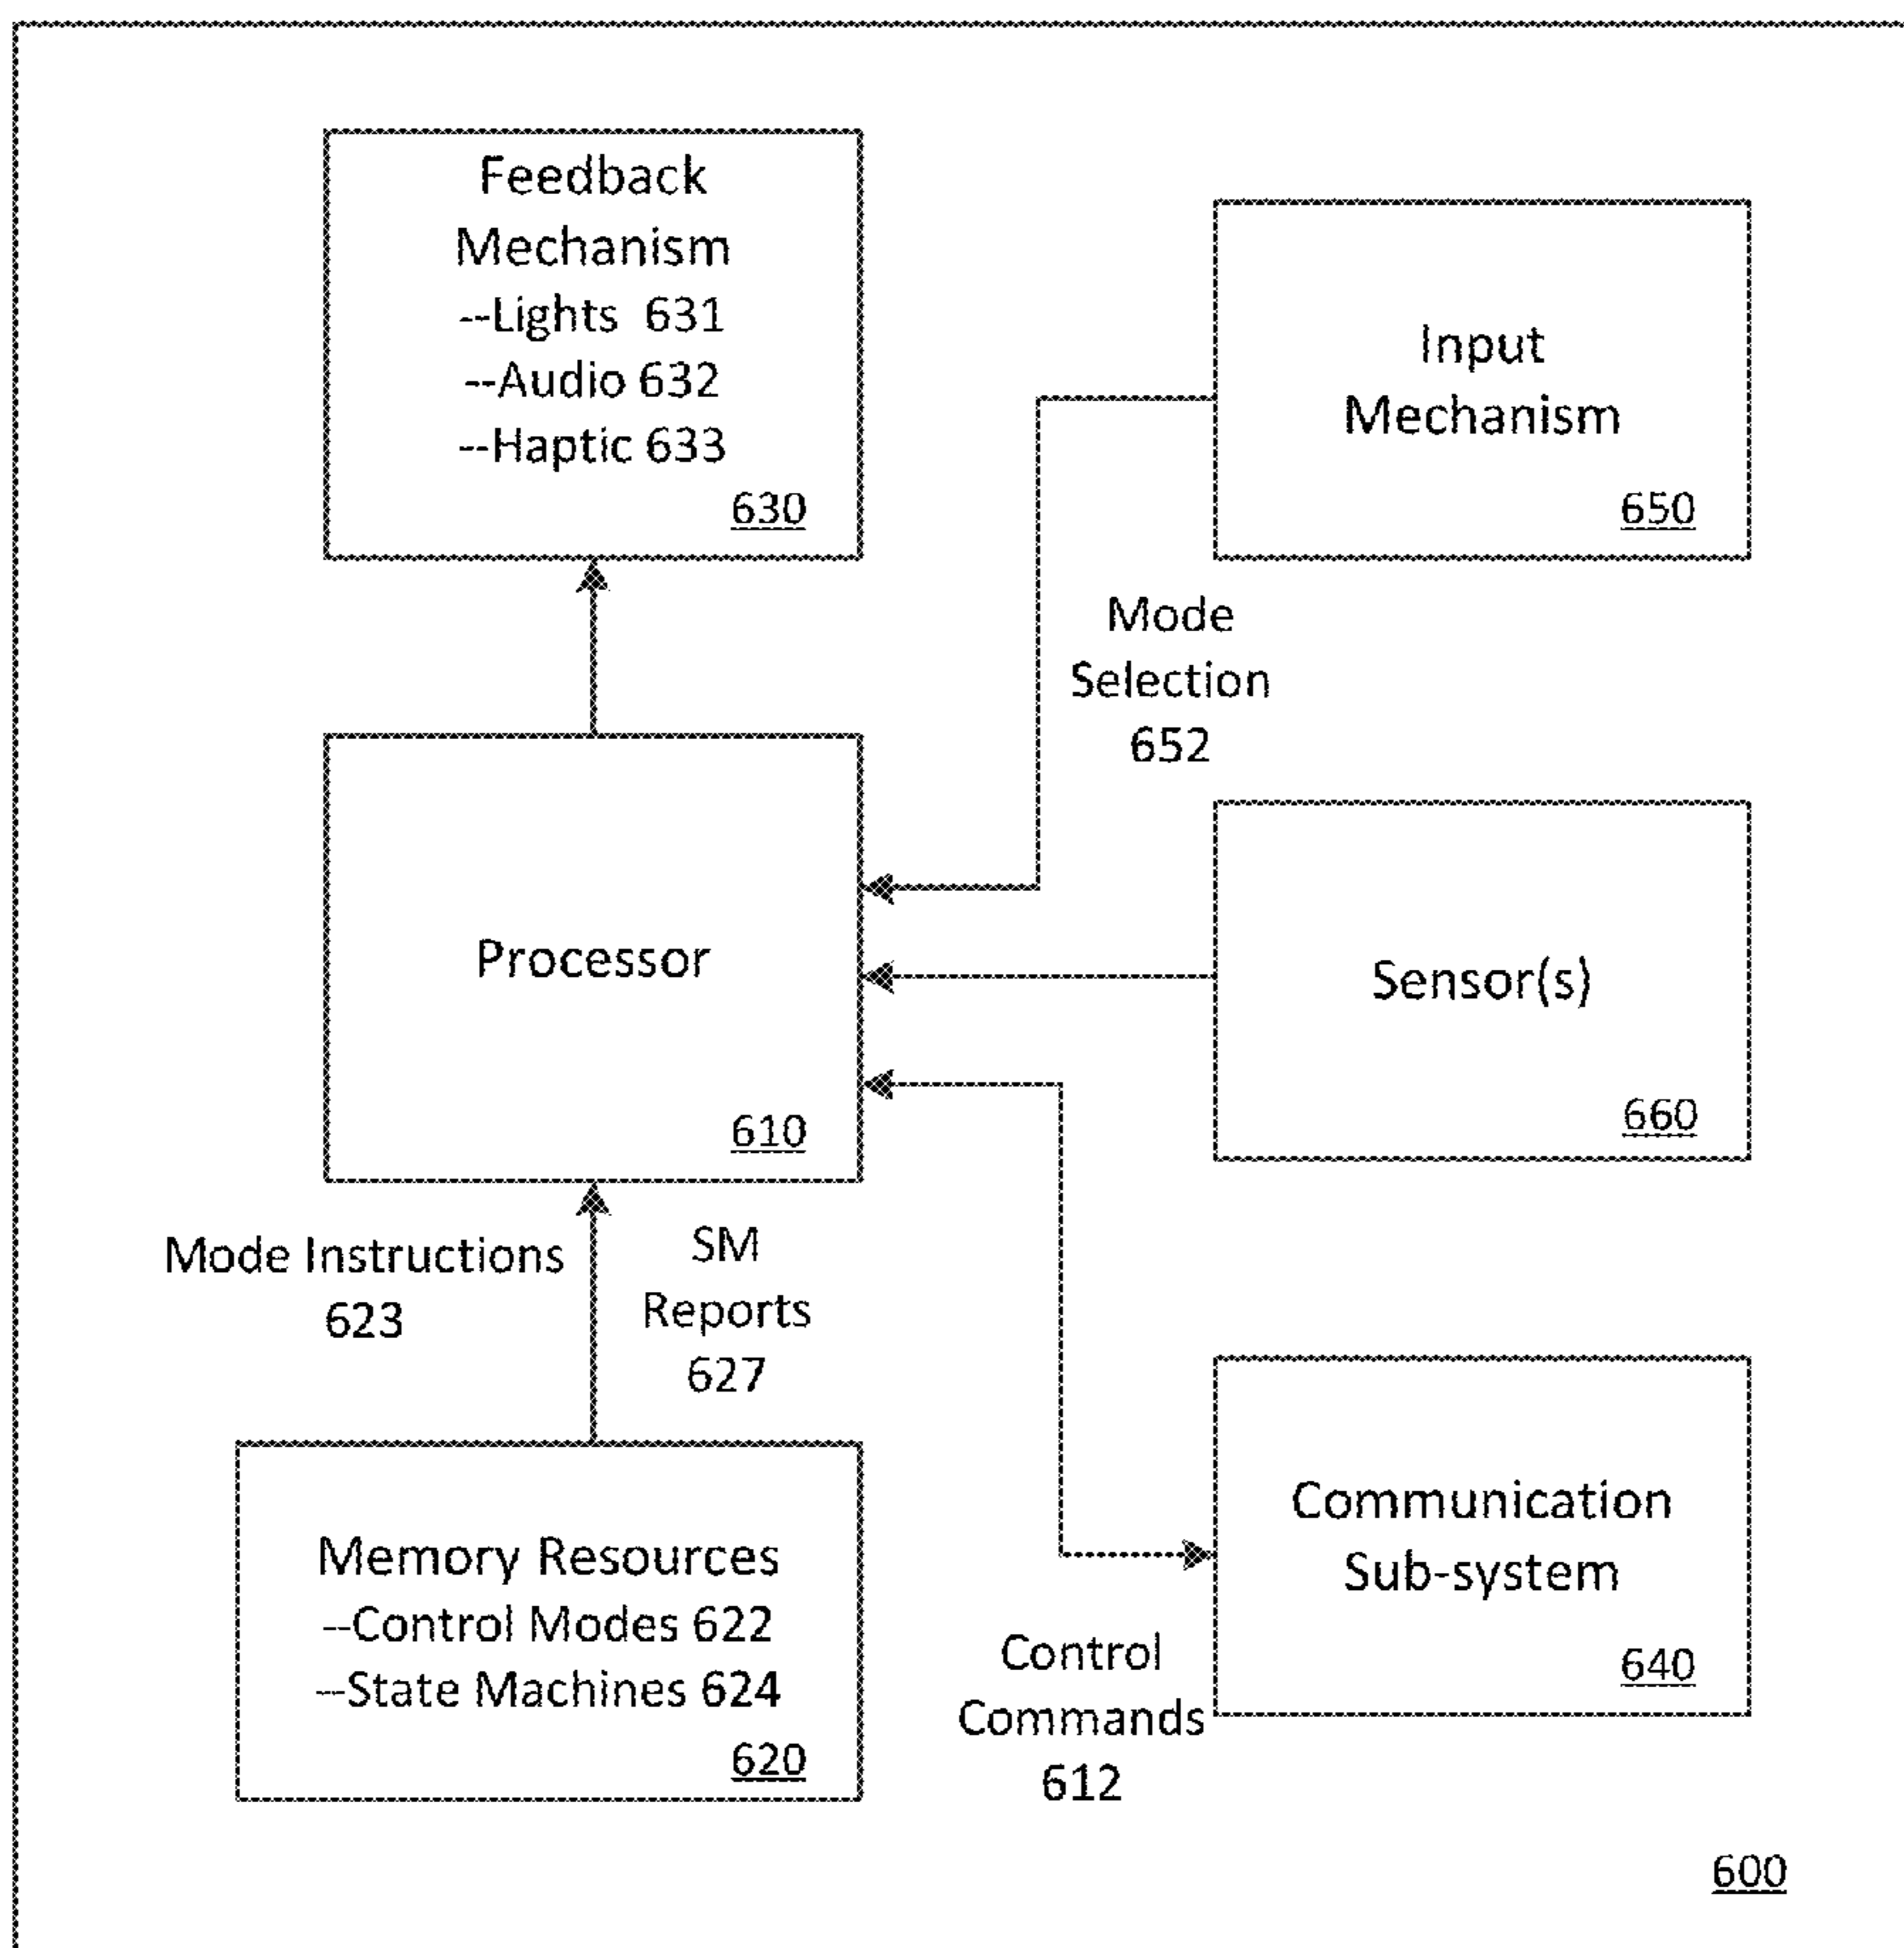 Feedback
Mechanism
--Lights 631
--Audio 632
--Haptic 633
630
Input
Mechanism
650
Mode
Selection
652
Processor
610
Sensor(s)
660
Mode Instructions
623
SM
Reports
627
Memory Resources
--Control Modes 622
--State Machines 624
620
Communication
Sub-system
640
Control
Commands
612
600